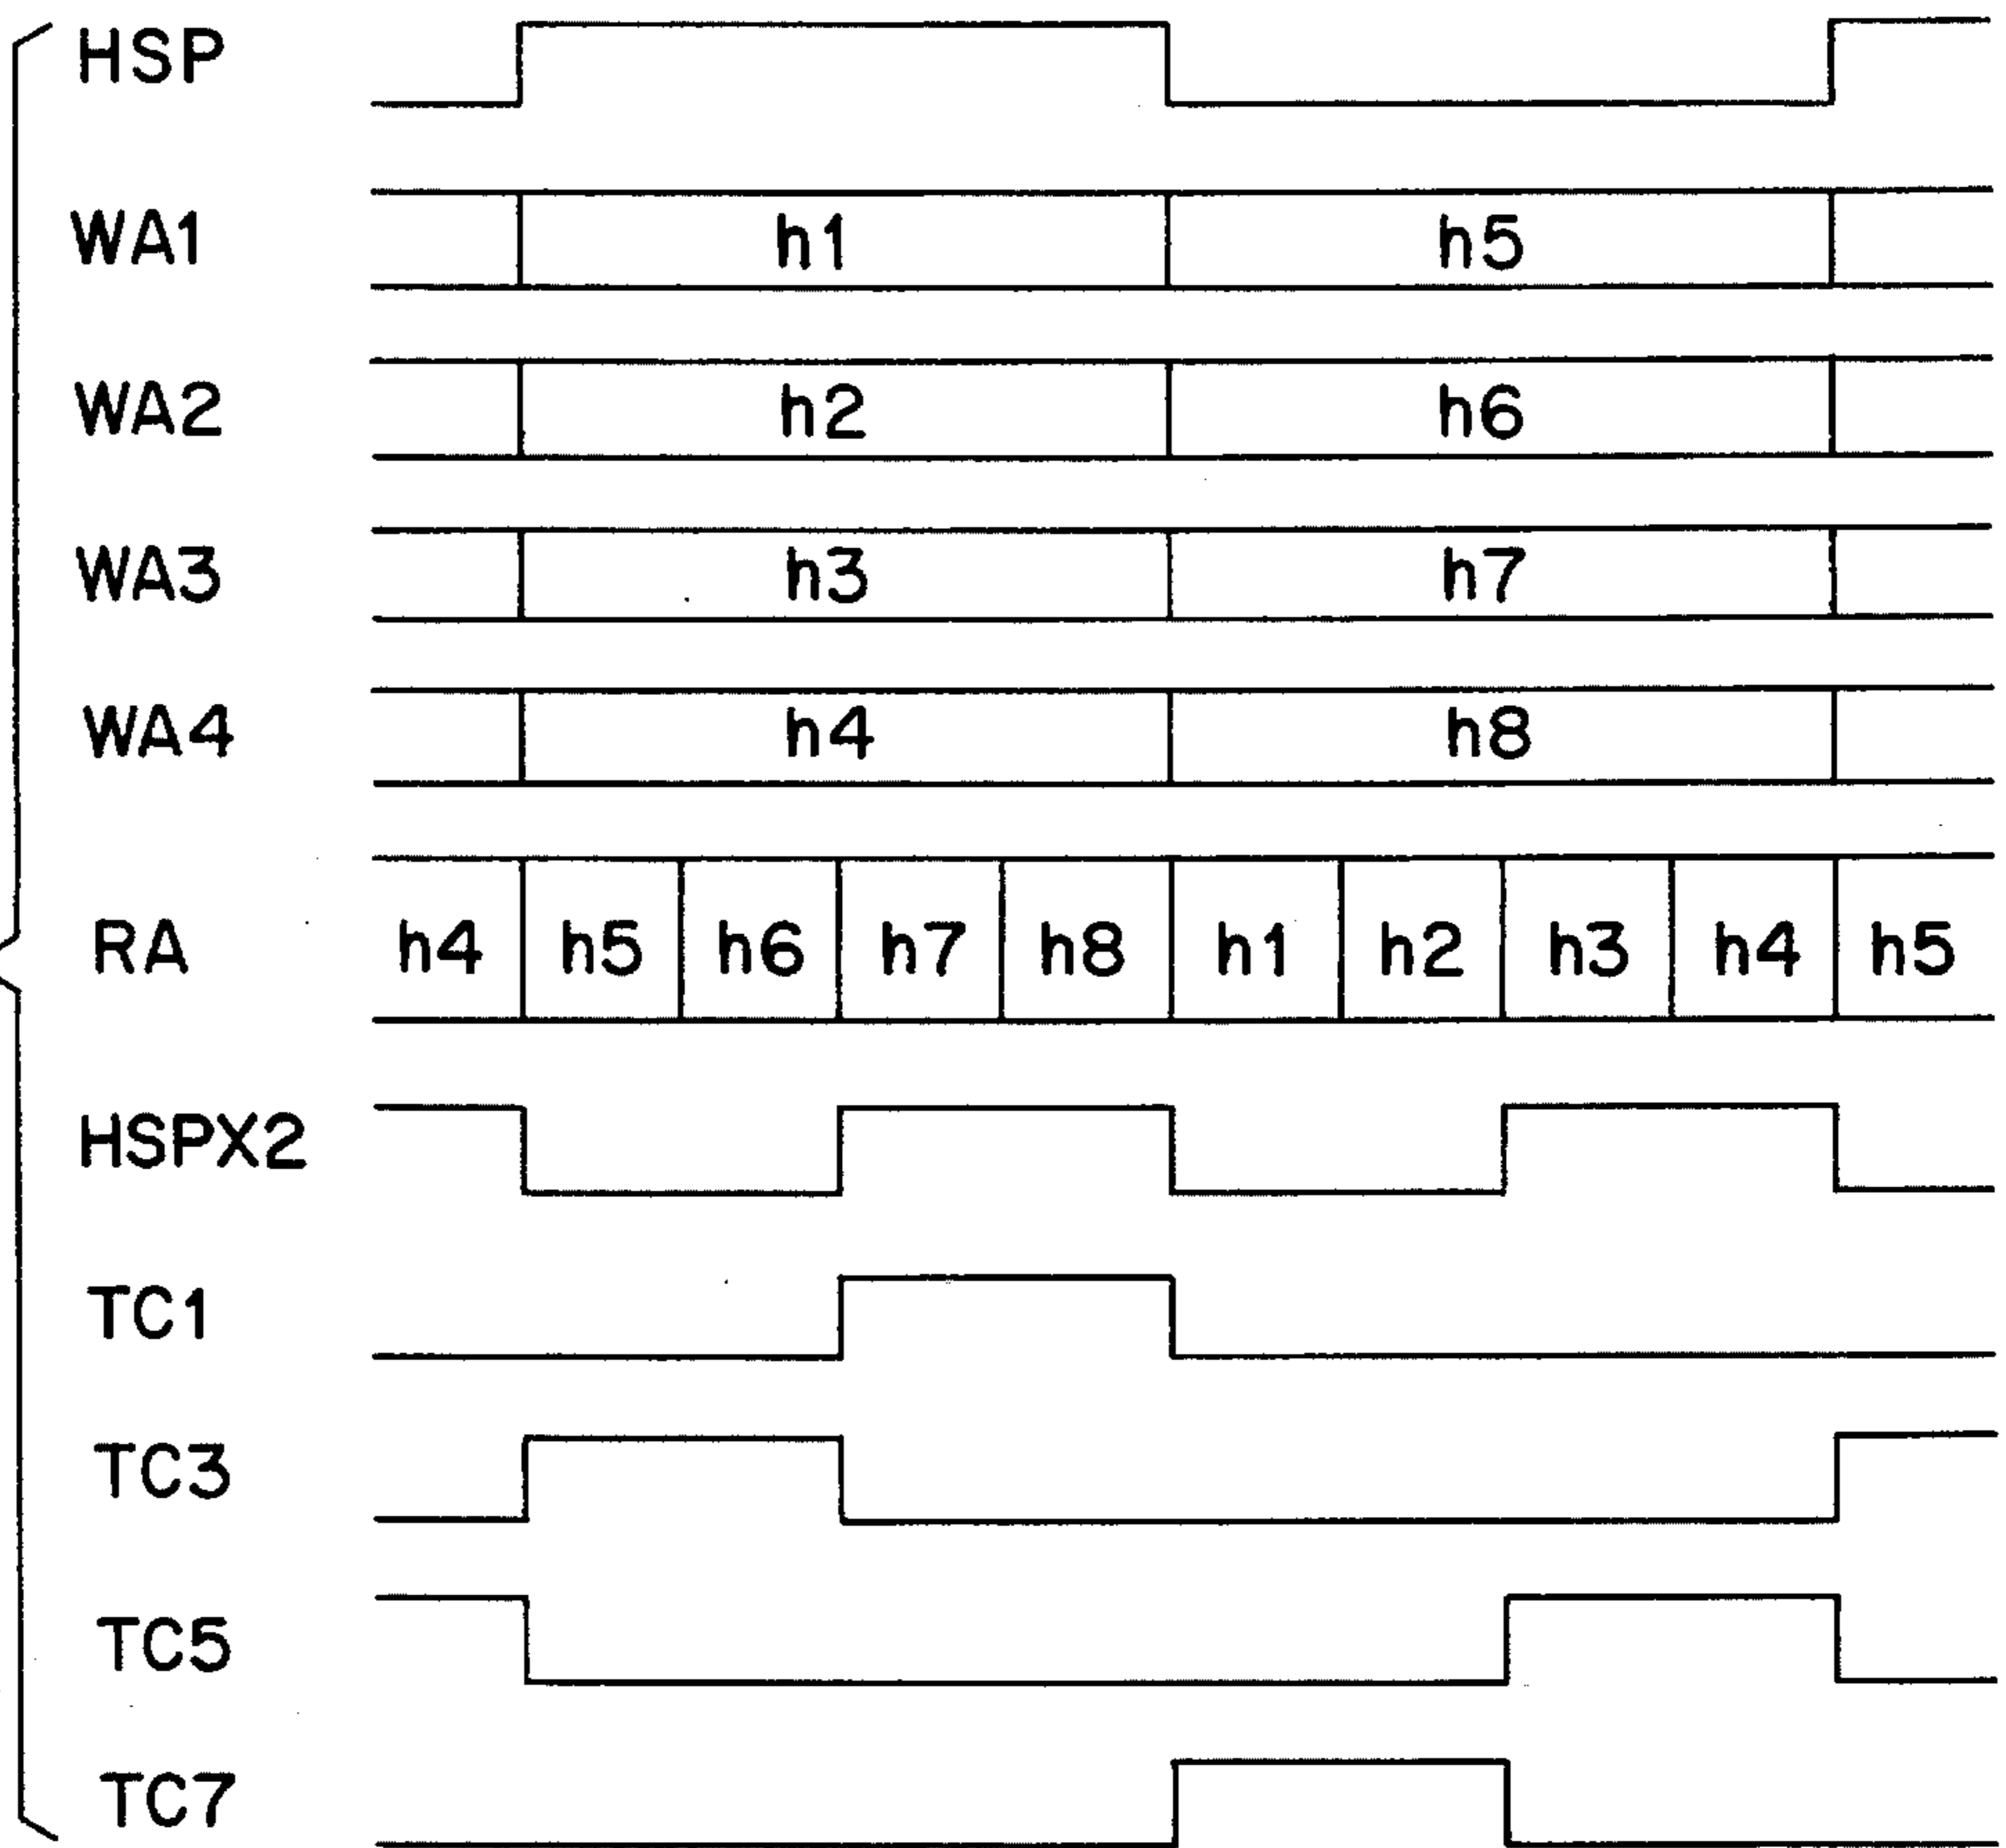 HSP
WA1 h1 h5
WA2 h2 h6
WA3 h3 h7
WA4 h4 h8
RA h4 h5 h6 h7 h8 h1 h2 h3 h4 h5
HSPX2
TC1
TC3
TC5
TC7